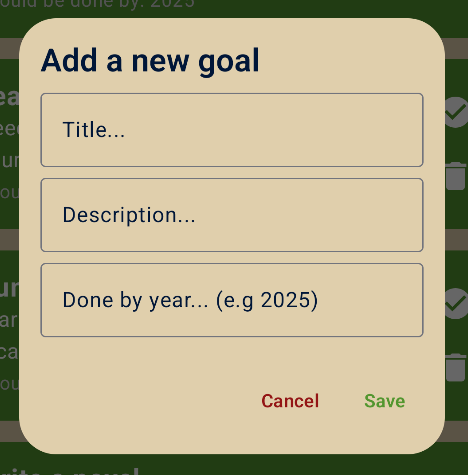 ould be done by: 2025
Add a new goal
Title...
Description...
Done by year... (e.g 2025)
Cancel
Save